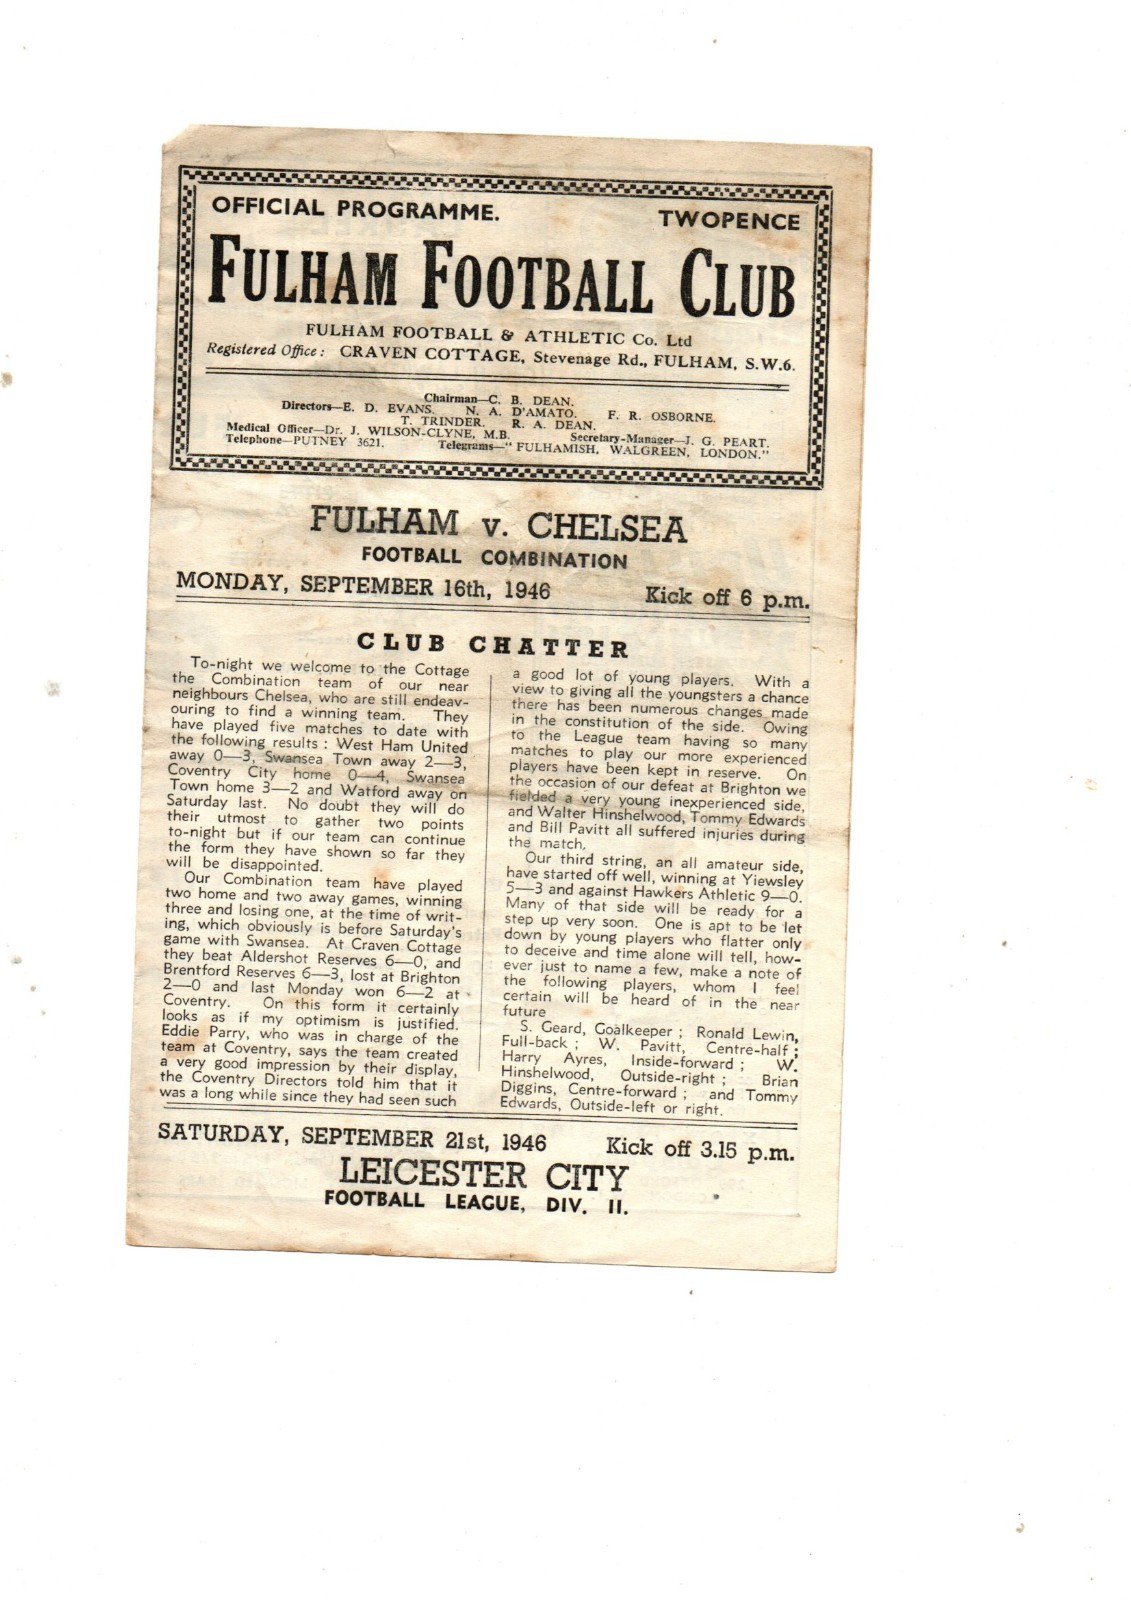 OFFICIAL PROGRAMME. TWOPENCE
FULHAM FOOTBALL CLUB
FULHAM FOOTBALL & ATHLETIC Co. Ltd
Registered Office: CRAVEN COTTAGE, Stevenage Rd., FULHAM, S.W.6.
Chairman—C. B. DEAN.
Directors—E. D. EVANS. N. A. D'AMATO. F. R. OSBORNE.
T. TRINDER. R. A. DEAN.
Medical Officer—Dr. J. WILSON-CLYNE, M.B. Secretary-Manager—J. G. PEART.
Telephone—PUTNEY 3621. Telegrams—"FULHAMISH, WALGREEN, LONDON."
FULHAM v. CHELSEA
FOOTBALL COMBINATION
MONDAY, SEPTEMBER 16th, 1946 Kick off 6 p.m.
CLUB CHATTER
To-night we welcome to the Cottage
the Combination team of our near
neighbours Chelsea, who are still endeav-
ouring to find a winning team. They
have played five matches to date with
the following results : West Ham United
away 0—3, Swansea Town away 2—3,
Coventry City home 0—4, Swansea
Town home 3—2 and Watford away on
Saturday last. No doubt they will do
their utmost to gather two points
to-night but if our team can continue
the form they have shown so far they
will be disappointed.
Our Combination team have played
two home and two away games, winning
three and losing one, at the time of writ-
ing, which obviously is before Saturday's
game with Swansea. At Craven Cottage
they beat Aldershot Reserves 6—0, and
Brentford Reserves 6—3, lost at Brighton
2—0 and last Monday won 6—2 at
Coventry. On this form it certainly
looks as if my optimism is justified.
Eddie Parry, who was in charge of the
team at Coventry, says the team created
a very good impression by their display,
the Coventry Directors told him that it
was a long while since they had seen such
a good lot of young players. With a
view to giving all the youngsters a chance
there has been numerous changes made
in the constitution of the side. Owing
to the League team having so many
matches to play our more experienced
players have been kept in reserve. On
the occasion of our defeat at Brighton we
fielded a very young inexperienced side,
and Walter Hinshelwood, Tommy Edwards
and Bill Pavitt all suffered injuries during
the match.
Our third string, an all amateur side,
have started off well, winning at Yiewsley
5—3 and against Hawkers Athletic 9—0.
Many of that side will be ready for a
step up very soon. One is apt to be let
down by young players who flatter only
to deceive and time alone will tell, how-
ever just to name a few, make a note of
the following players, whom I feel
certain will be heard of in the near
future
S. Geard, Goalkeeper ; Ronald Lewin,
Full-back ; W. Pavitt, Centre-half ;
Harry Ayres, Inside-forward ; W.
Hinshelwood, Outside-right ; Brian
Diggins, Centre-forward ; and Tommy
Edwards, Outside-left or right.
SATURDAY, SEPTEMBER 21st, 1946 Kick off 3.15 p.m.
LEICESTER CITY
FOOTBALL LEAGUE, DIV. II.